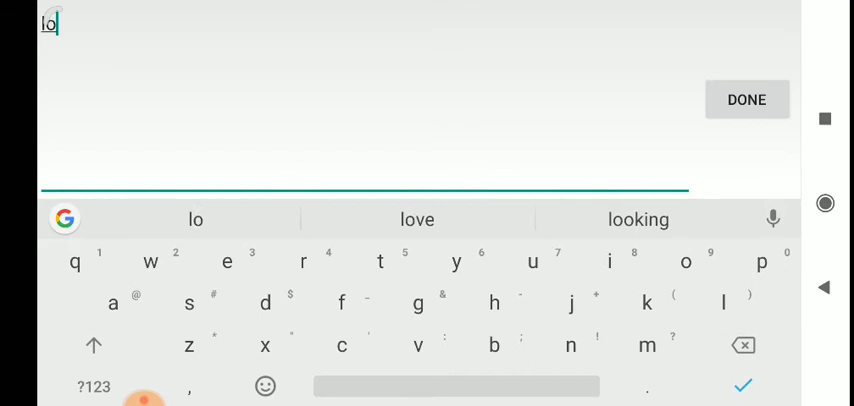 lo
DONE
G lo love looking
q 1 w 2 e 3 r 4 t 5 y 6 u 7 i 8 o 9 p 0
a @ s # d $ f _ g & h - j + k ( l )
z * x " c ' v : b ; n ! m ?
?123 , .